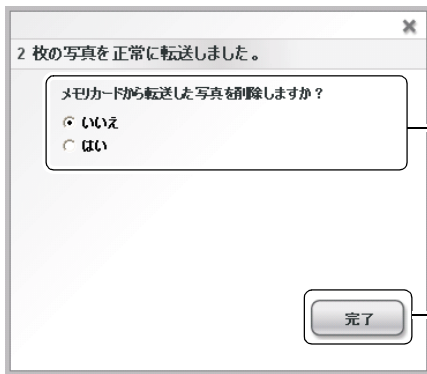 2 枚の写真を正常に転送しました。
メモリカードから転送した写真を削除しますか？
いいえ
はい
完了